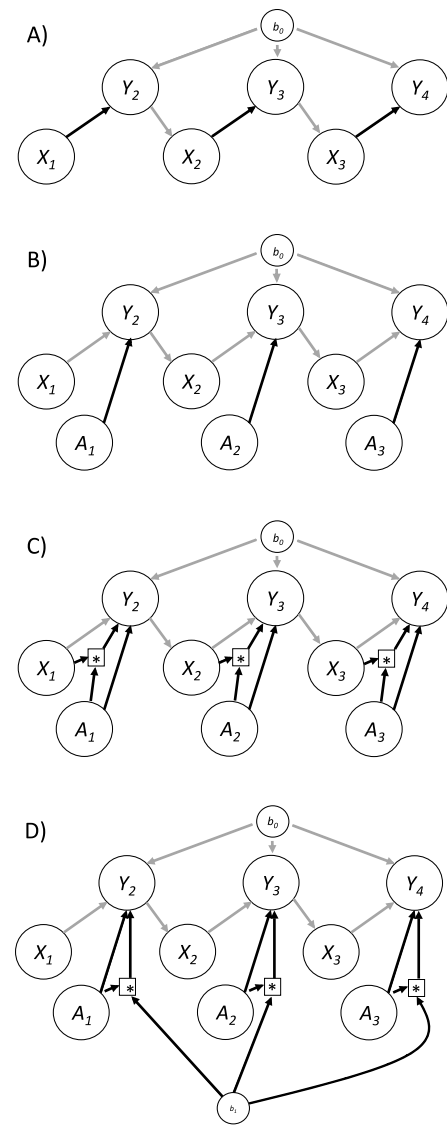 A)
b₀
Y₂ Y₃ Y₄
X₁ X₂ X₃
B)
b₀
Y₂ Y₃ Y₄
X₁ X₂ X₃
A₁ A₂ A₃
C)
b₀
Y₂ Y₃ Y₄
* * *
X₁ X₂ X₃
A₁ A₂ A₃
D)
b₀
Y₂ Y₃ Y₄
X₁ X₂ X₃
* * *
A₁ A₂ A₃
b₁